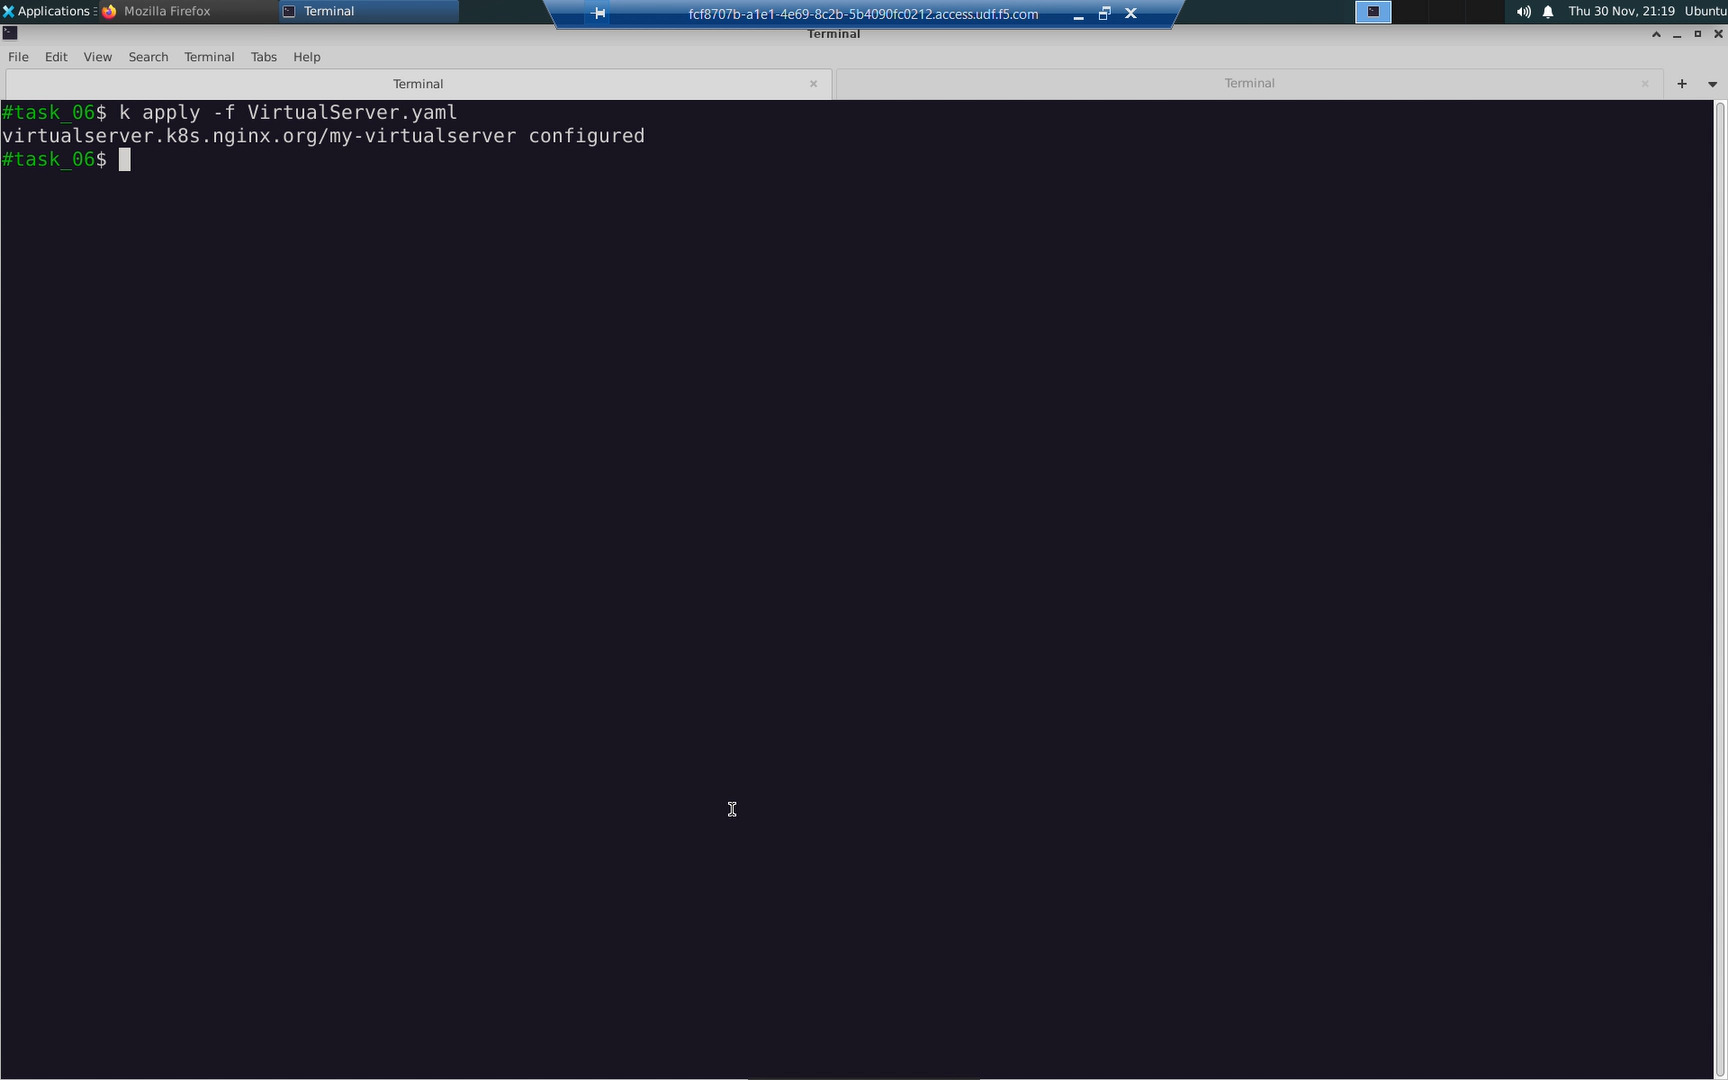 Applications
Mozilla Firefox
Terminal
fcf8707b-a1e1-4e69-8c2b-5b4090fc0212.access.udf.f5.com
Thu 30 Nov, 21:19 Ubuntu
Terminal
File Edit View Search Terminal Tabs Help
Terminal
Terminal
#task_06$ k apply -f VirtualServer.yaml
virtualserver.k8s.nginx.org/my-virtualserver configured
#task_06$